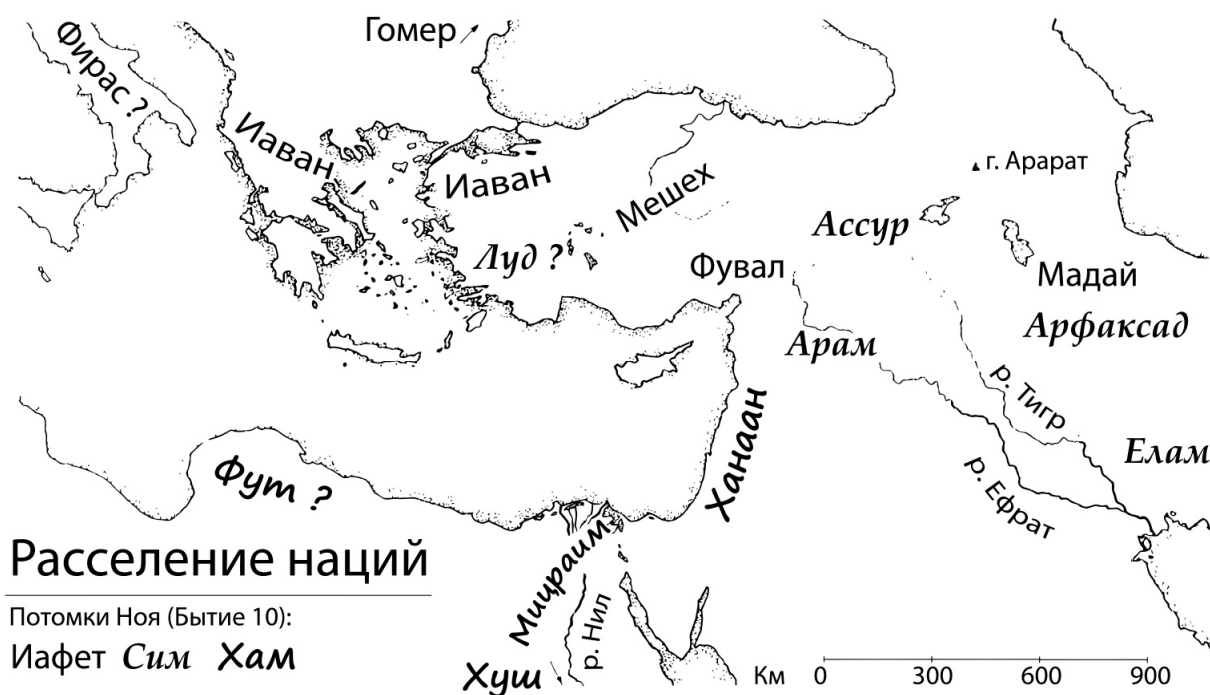 Гомер
Фирас ?
Иаван
Иаван
Мешех
г. Арарат
Ассур
Луд ?
Фувал
Мадай
Арфаксад
Арам
р. Тигр
Ханаан
Елам
Фут ?
р. Ефрат
Мицраим
р. Нил
Хуш
Расселение наций
Потомки Ноя (Бытие 10):
Иафет Сим Хам
Км 0 300 600 900